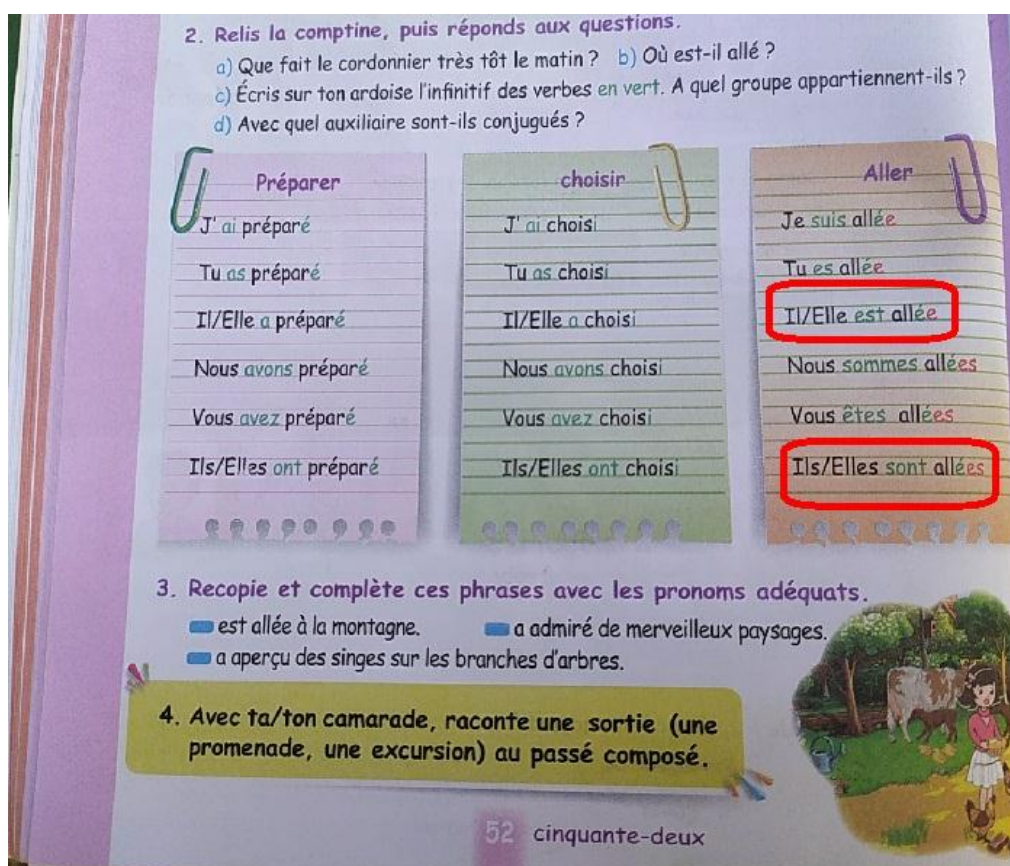 2. Relis la comptine, puis réponds aux questions.
a) Que fait le cordonnier très tôt le matin ? b) Où est-il allé ?
c) Écris sur ton ardoise l'infinitif des verbes en vert. A quel groupe appartiennent-ils ?
d) Avec quel auxiliaire sont-ils conjugués ?
Préparer
J' ai préparé
Tu as préparé
Il/Elle a préparé
Nous avons préparé
Vous avez préparé
Ils/Elles ont préparé
choisir
J' ai choisi
Tu as choisi
Il/Elle a choisi
Nous avons choisi
Vous avez choisi
Ils/Elles ont choisi
Aller
Je suis allée
Tu es allée
Il/Elle est allée
Nous sommes allées
Vous êtes allées
Ils/Elles sont allées
3. Recopie et complète ces phrases avec les pronoms adéquats.
est allée à la montagne. a admiré de merveilleux paysages.
a aperçu des singes sur les branches d'arbres.
4. Avec ta/ton camarade, raconte une sortie (une
promenade, une excursion) au passé composé.
52 cinquante-deux